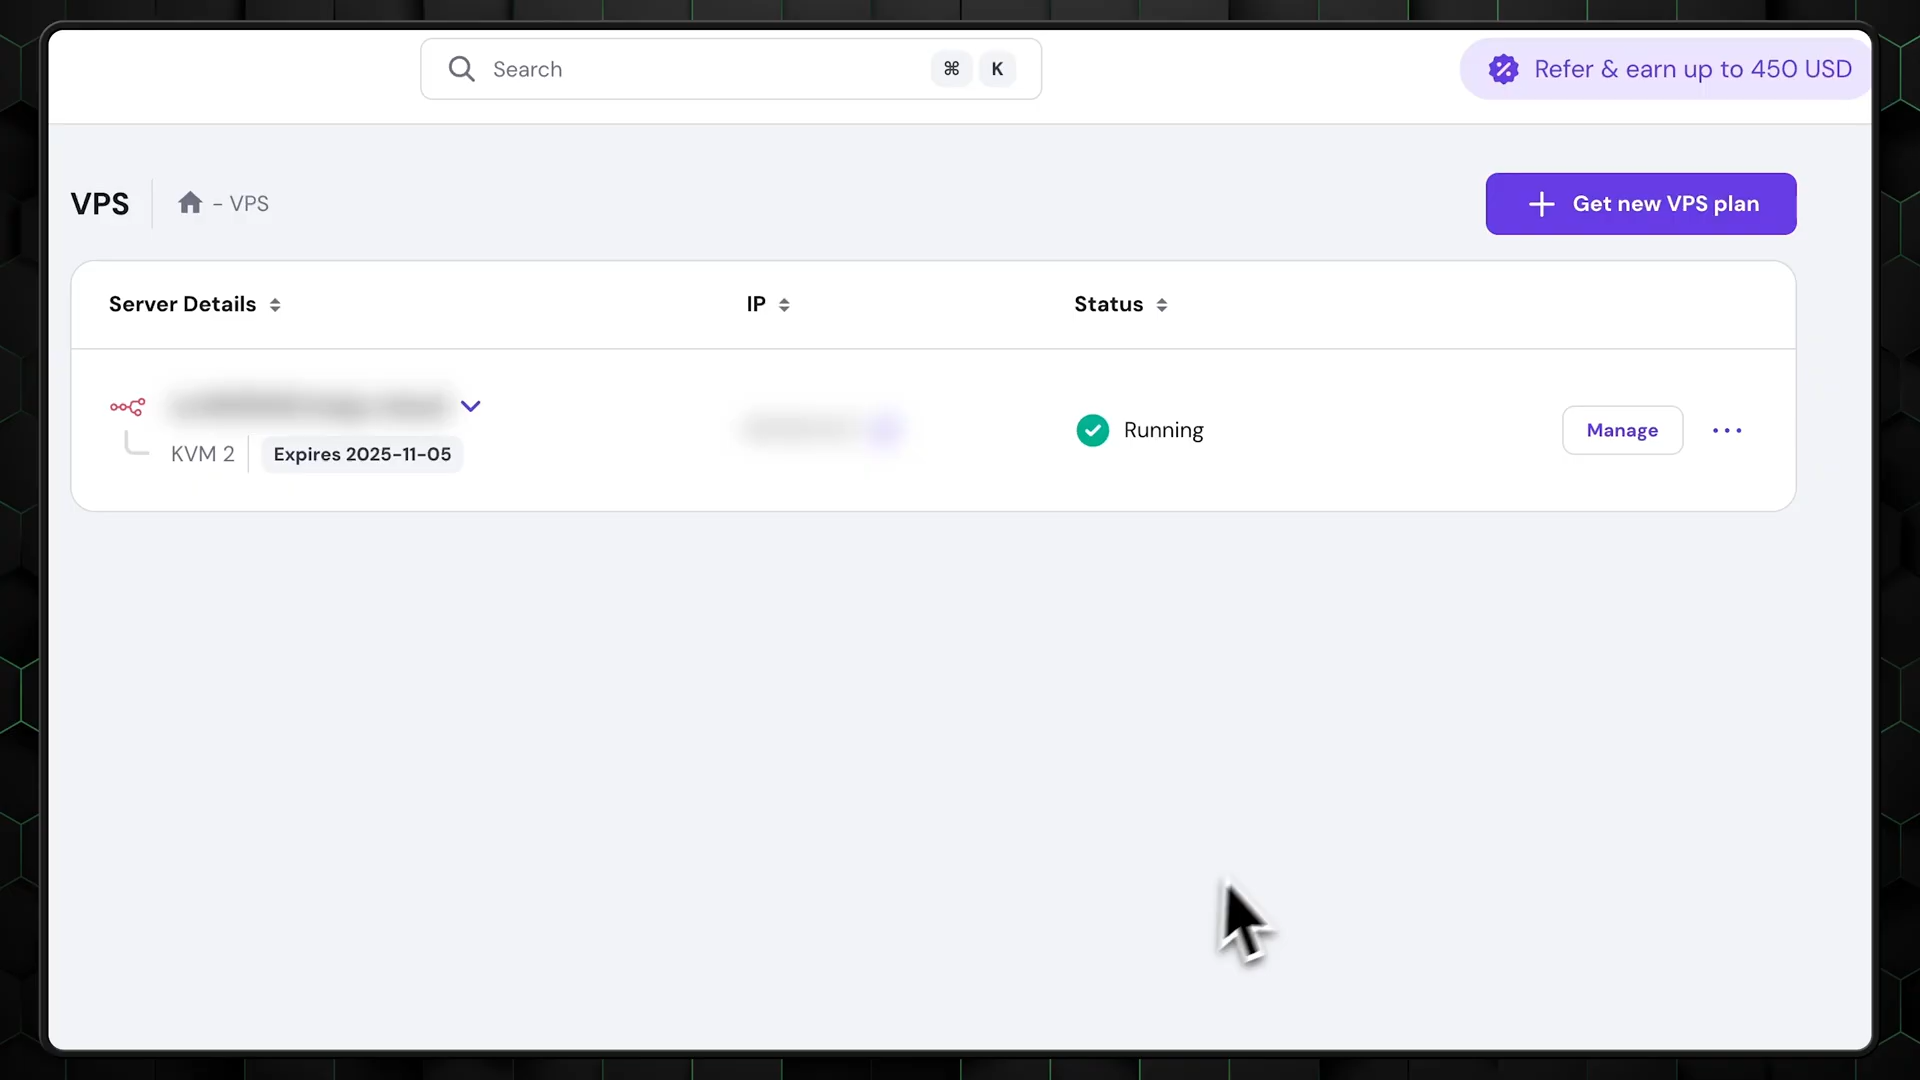 Search ⌘ K
Refer & earn up to 450 USD
VPS
- VPS
Get new VPS plan
Server Details IP Status
KVM 2 Expires 2025-11-05
Running
Manage